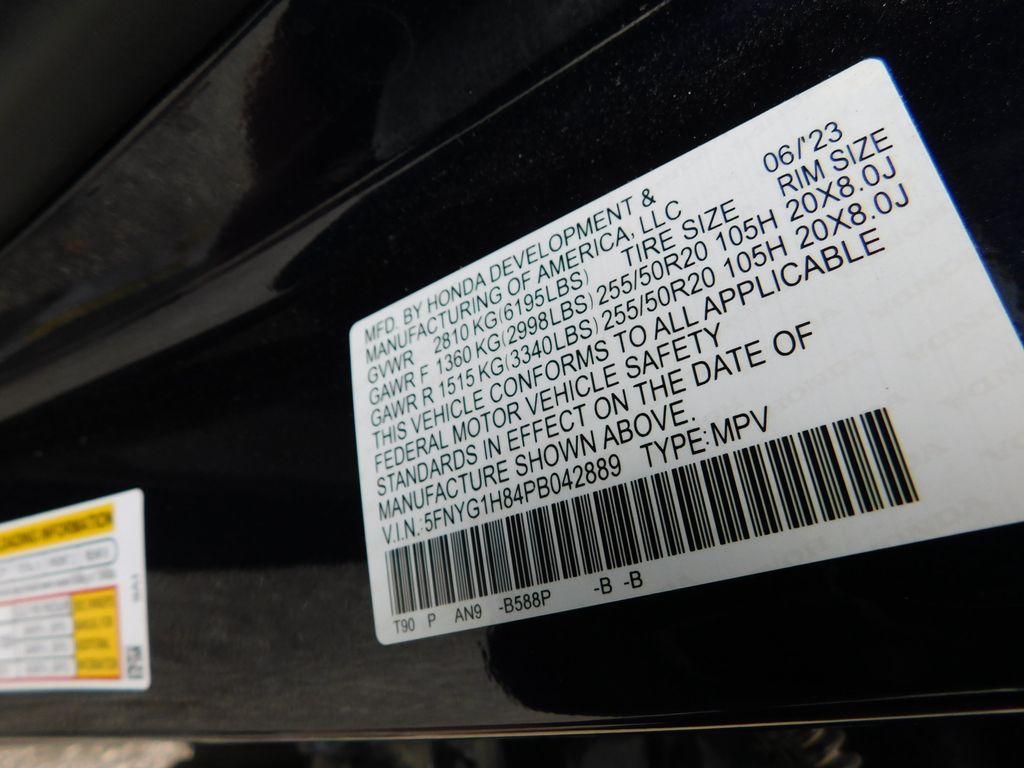 MFD. BY HONDA DEVELOPMENT &
MANUFACTURING OF AMERICA, LLC 06/'23
GVWR 2810 KG(6195LBS) TIRE SIZE RIM SIZE
GAWR F 1360 KG(2998LBS) 255/50R20 105H 20X8.0J
GAWR R 1515 KG(3340LBS) 255/50R20 105H 20X8.0J
THIS VEHICLE CONFORMS TO ALL APPLICABLE
FEDERAL MOTOR VEHICLE SAFETY
STANDARDS IN EFFECT ON THE DATE OF
MANUFACTURE SHOWN ABOVE.
V.I.N.:5FNYG1H84PB042889 TYPE:MPV
T90 P AN9 -B588P -B -B
INFORMATION